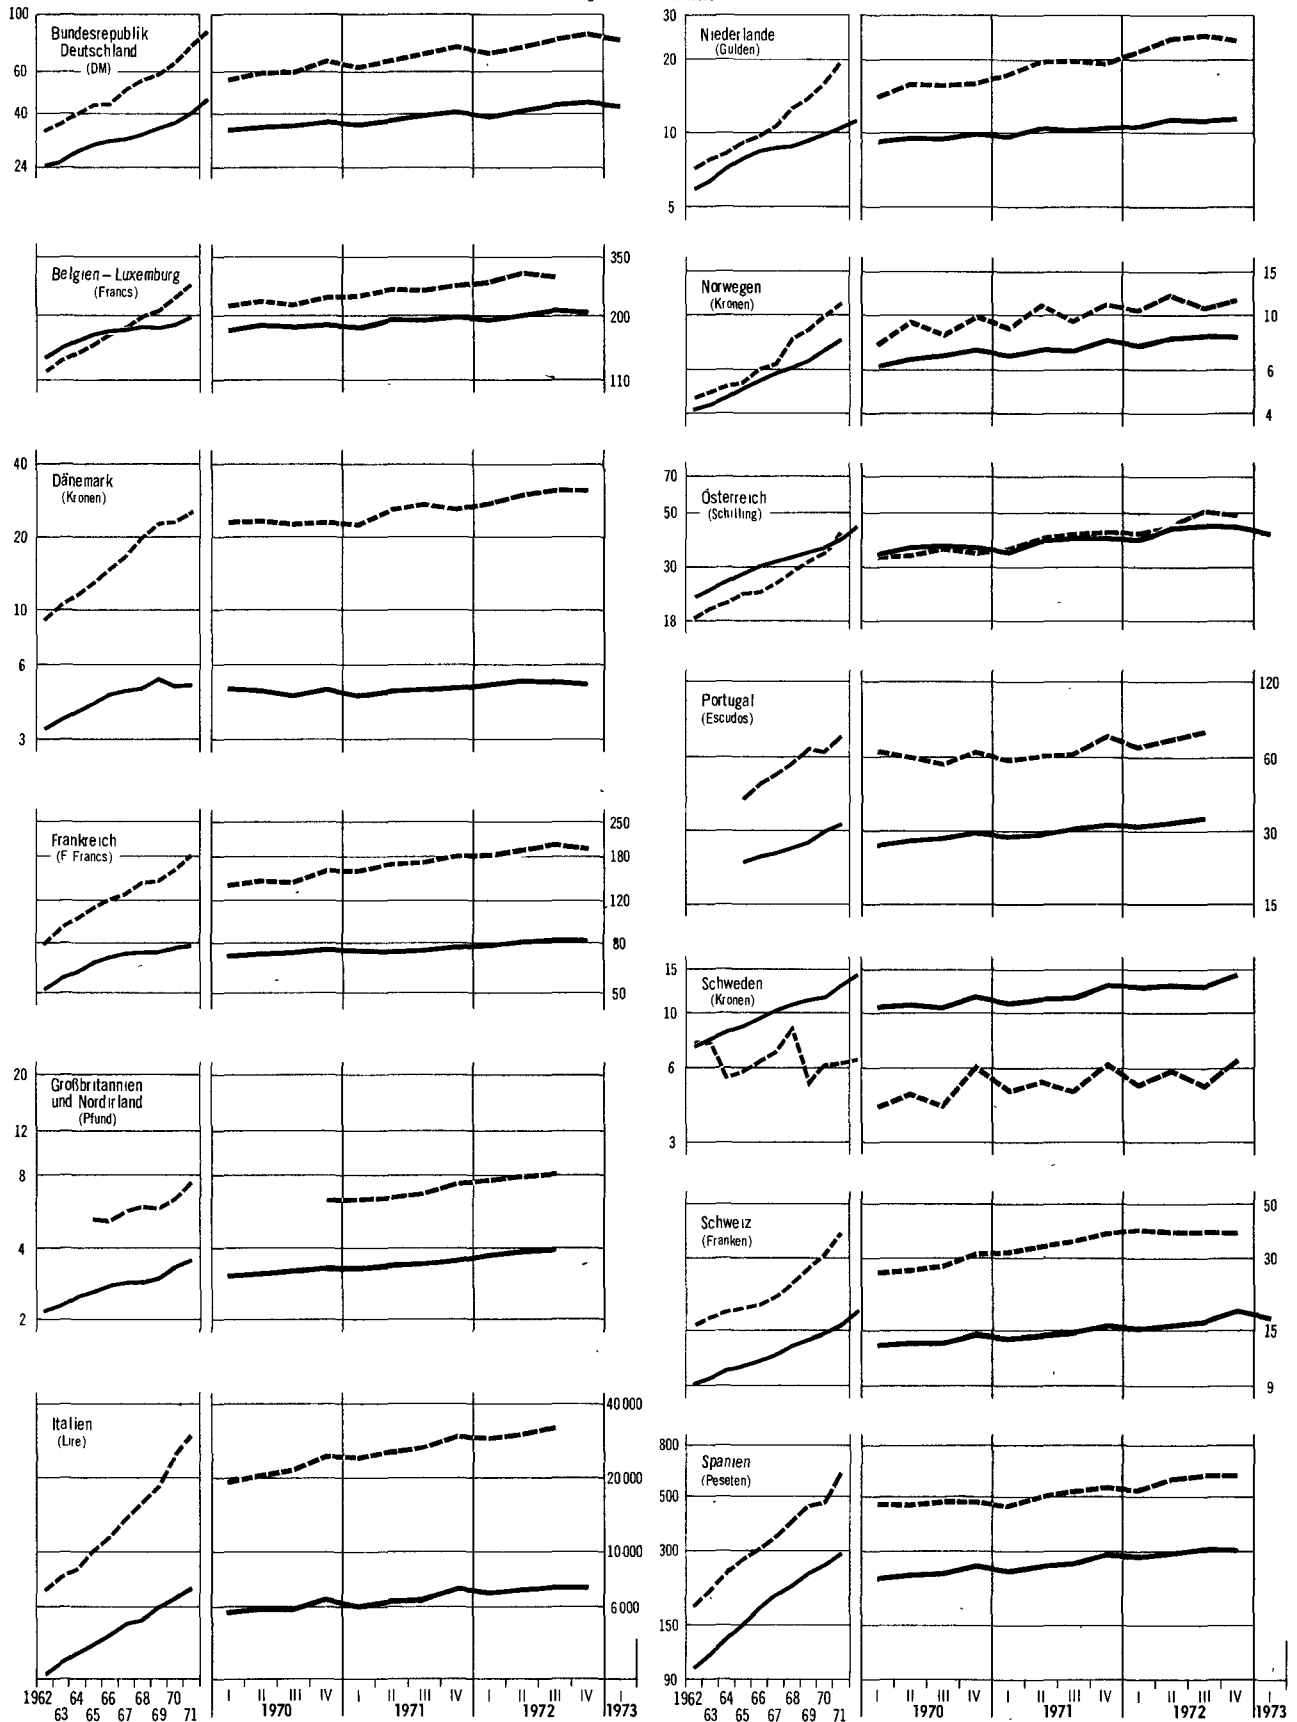 100
60
40
24
Bundesrepublik
Deutschland
(DM)
Belgien – Luxemburg
(Francs)
350
200
110
40
20
10
6
3
Dänemark
(Kronen)
Frankreich
(F Francs)
250
180
120
80
50
20
12
8
4
2
Großbritannien
und Nordirland
(Pfund)
Italien
(Lire)
40 000
20 000
10 000
6 000
1962 64 66 68 70
63 65 67 69 71
I II III IV I II III IV I II III IV I
1970 1971 1972 1973
30
20
10
5
Niederlande
(Gulden)
Norwegen
(Kronen)
15
10
6
4
70
50
30
18
Österreich
(Schilling)
Portugal
(Escudos)
120
60
30
15
15
10
6
3
Schweden
(Kronen)
Schweiz
(Franken)
50
30
15
9
800
500
300
150
90
Spanien
(Peseten)
1962 64 66 68 70
63 65 67 69 71
I II III IV I II III IV I II III IV I
1970 1971 1972 1973